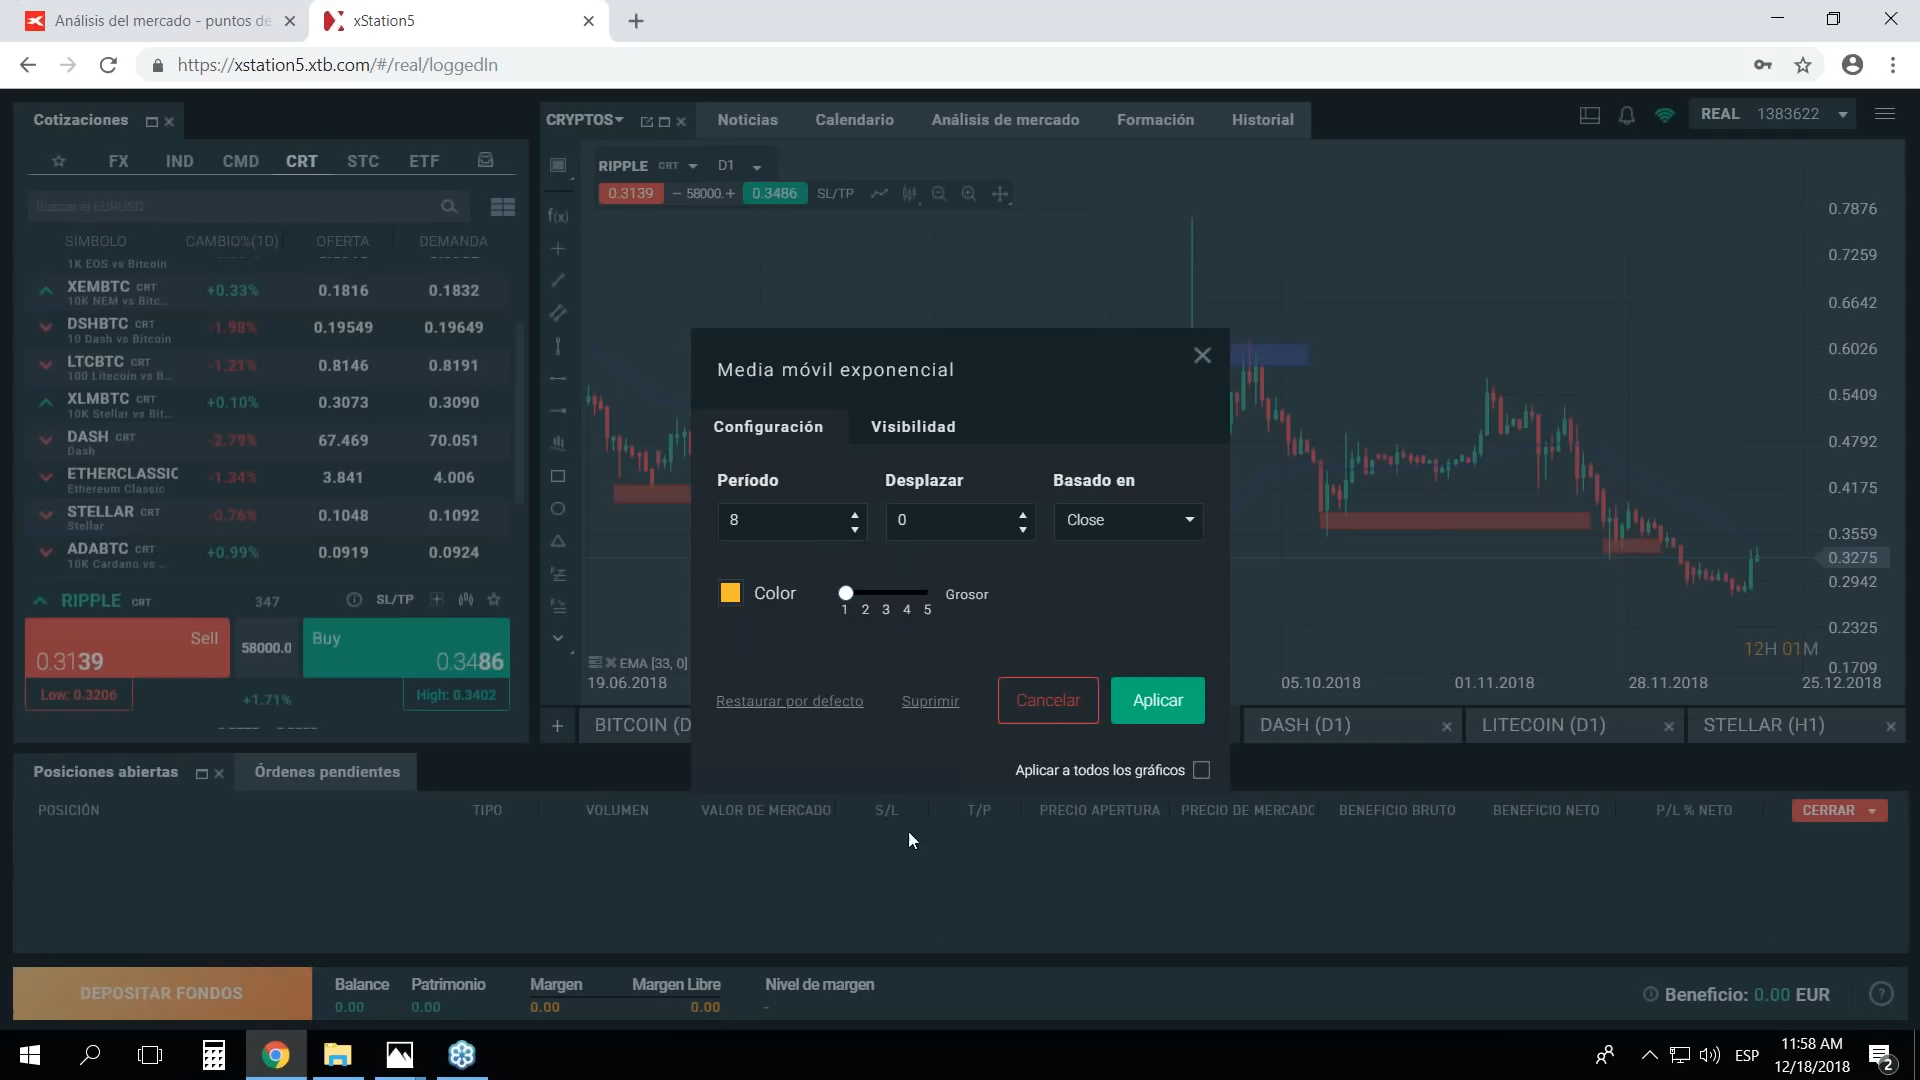 Análisis del mercado - puntos de
xStation5
https://xstation5.xtb.com/#/real/loggedIn
Cotizaciones
CRYPTOS
Noticias
Calendario
Análisis de mercado
Formación
Historial
REAL 1383622
FX IND CMD CRT STC ETF
Buscar ej EURUSD
SÍMBOLO CAMBIO%(1D) OFERTA DEMANDA
1K EOS vs Bitcoin
XEMBTC CRT +0.33% 0.1816 0.1832
10K NEM vs Bitc...
DSHBTC CRT -1.98% 0.19549 0.19649
10 Dash vs Bitcoin
LTCBTC CRT -1.21% 0.8146 0.8191
100 Litecoin vs B...
XLMBTC CRT +0.10% 0.3073 0.3090
10K Stellar vs Bit...
DASH CRT -2.79% 67.469 70.051
Dash
ETHERCLASSIC -1.34% 3.841 4.006
Ethereum Classic
STELLAR CRT -0.76% 0.1048 0.1092
Stellar
ADABTC CRT +0.99% 0.0919 0.0924
10K Cardano vs ...
RIPPLE CRT 347 SL/TP
Sell 0.3139
58000.0
Buy 0.3486
Low: 0.3206
+1.71%
High: 0.3402
RIPPLE CRT D1
0.3139 − 58000.+ 0.3486 SL/TP
f(x)
0.7876
0.7259
0.6642
0.6026
0.5409
0.4792
0.4175
0.3559
0.3275
0.2942
0.2325
0.1709
12H 01M
EMA [33, 0]
19.06.2018 05.10.2018 01.11.2018 28.11.2018 25.12.2018
Media móvil exponencial
Configuración Visibilidad
Período Desplazar Basado en
8 0 Close
Color
1 2 3 4 5
Grosor
Restaurar por defecto Suprimir Cancelar Aplicar
Aplicar a todos los gráficos
+ BITCOIN (D DASH (D1) LITECOIN (D1) STELLAR (H1)
Posiciones abiertas Órdenes pendientes
POSICIÓN TIPO VOLUMEN VALOR DE MERCADO S/L T/P PRECIO APERTURA PRECIO DE MERCADO BENEFICIO BRUTO BENEFICIO NETO P/L % NETO CERRAR
DEPOSITAR FONDOS
Balance Patrimonio Margen Margen Libre Nivel de margen
0.00 0.00 0.00 0.00 -
Beneficio: 0.00 EUR
?
ESP
11:58 AM
12/18/2018
2